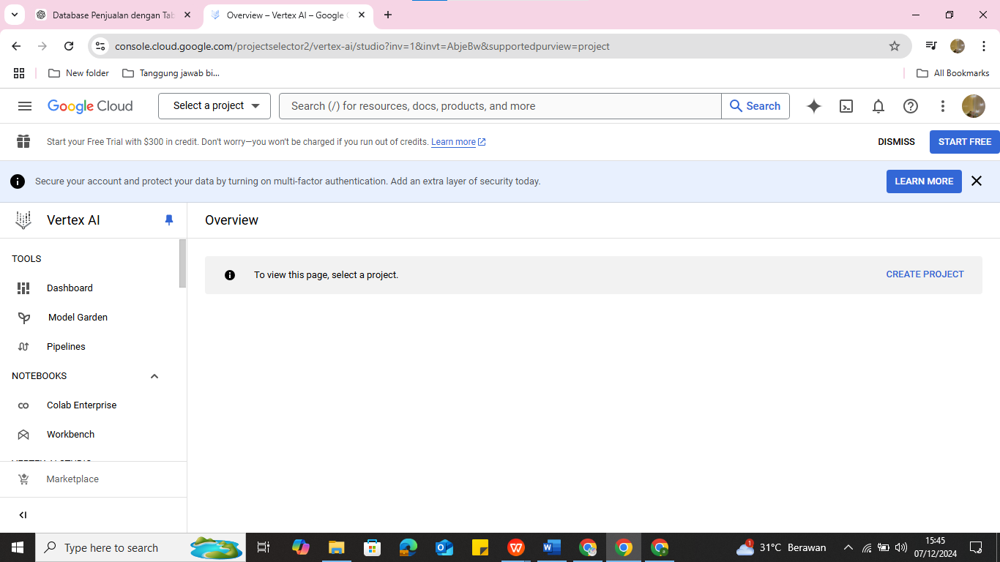 Database Penjualan dengan Tab
Overview – Vertex AI – Google C
console.cloud.google.com/projectselector2/vertex-ai/studio?inv=1&invt=AbjeBw&supportedpurview=project
New folder
Tanggung jawab bi...
All Bookmarks
Google Cloud
Select a project
Search (/) for resources, docs, products, and more
Search
Start your Free Trial with $300 in credit. Don't worry—you won't be charged if you run out of credits. Learn more
DISMISS
START FREE
Secure your account and protect your data by turning on multi-factor authentication. Add an extra layer of security today.
LEARN MORE
Vertex AI
Overview
TOOLS
To view this page, select a project.
CREATE PROJECT
Dashboard
Model Garden
Pipelines
NOTEBOOKS
Colab Enterprise
Workbench
Marketplace
Type here to search
1
31°C Berawan
15:45
07/12/2024